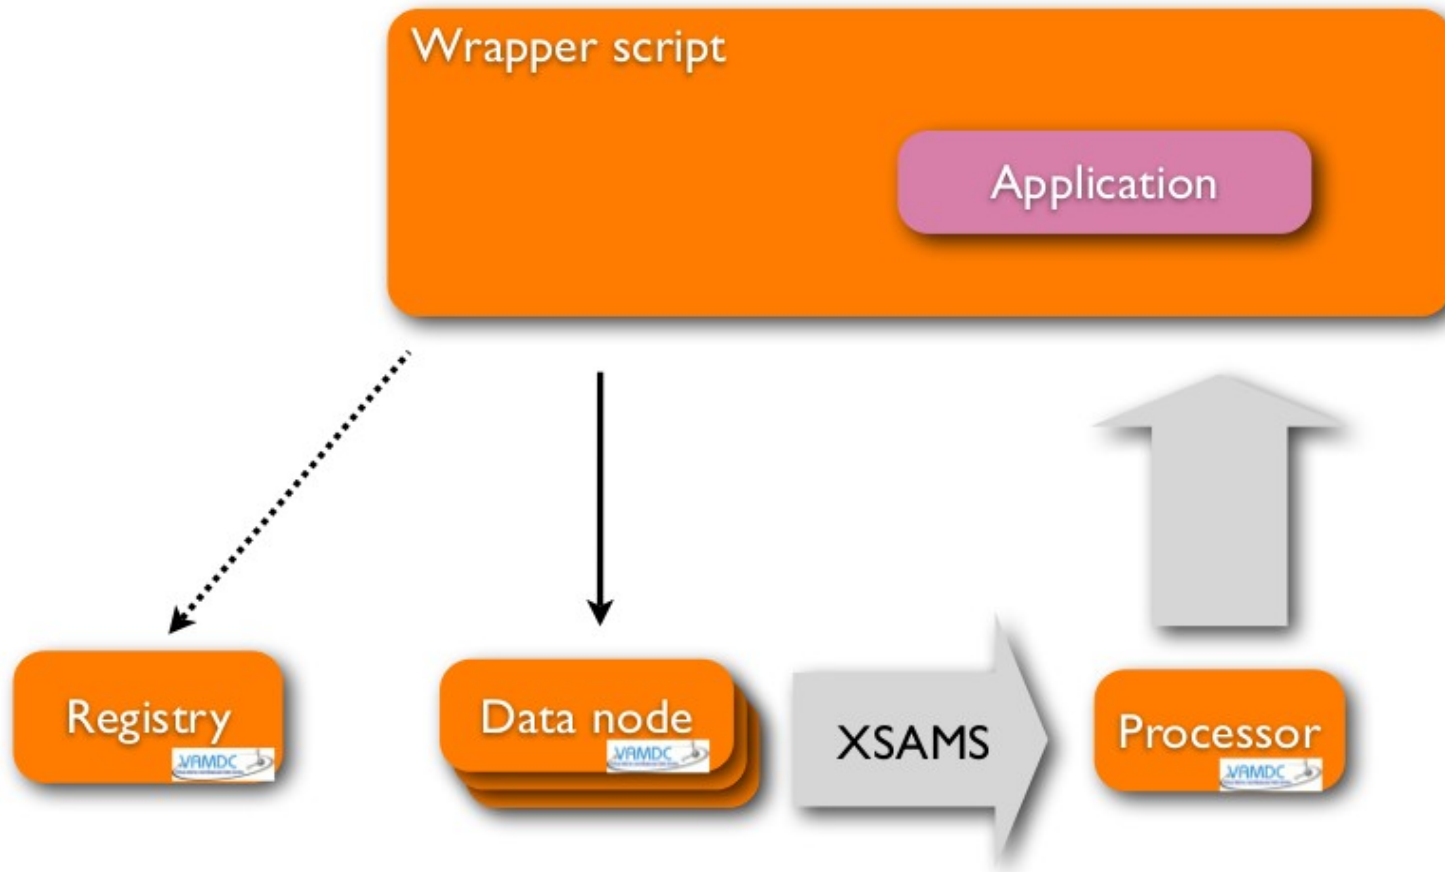 Wrapper script
Application
Registry
VAMDC
Data node
VAMDC
XSAMS
Processor
VAMDC